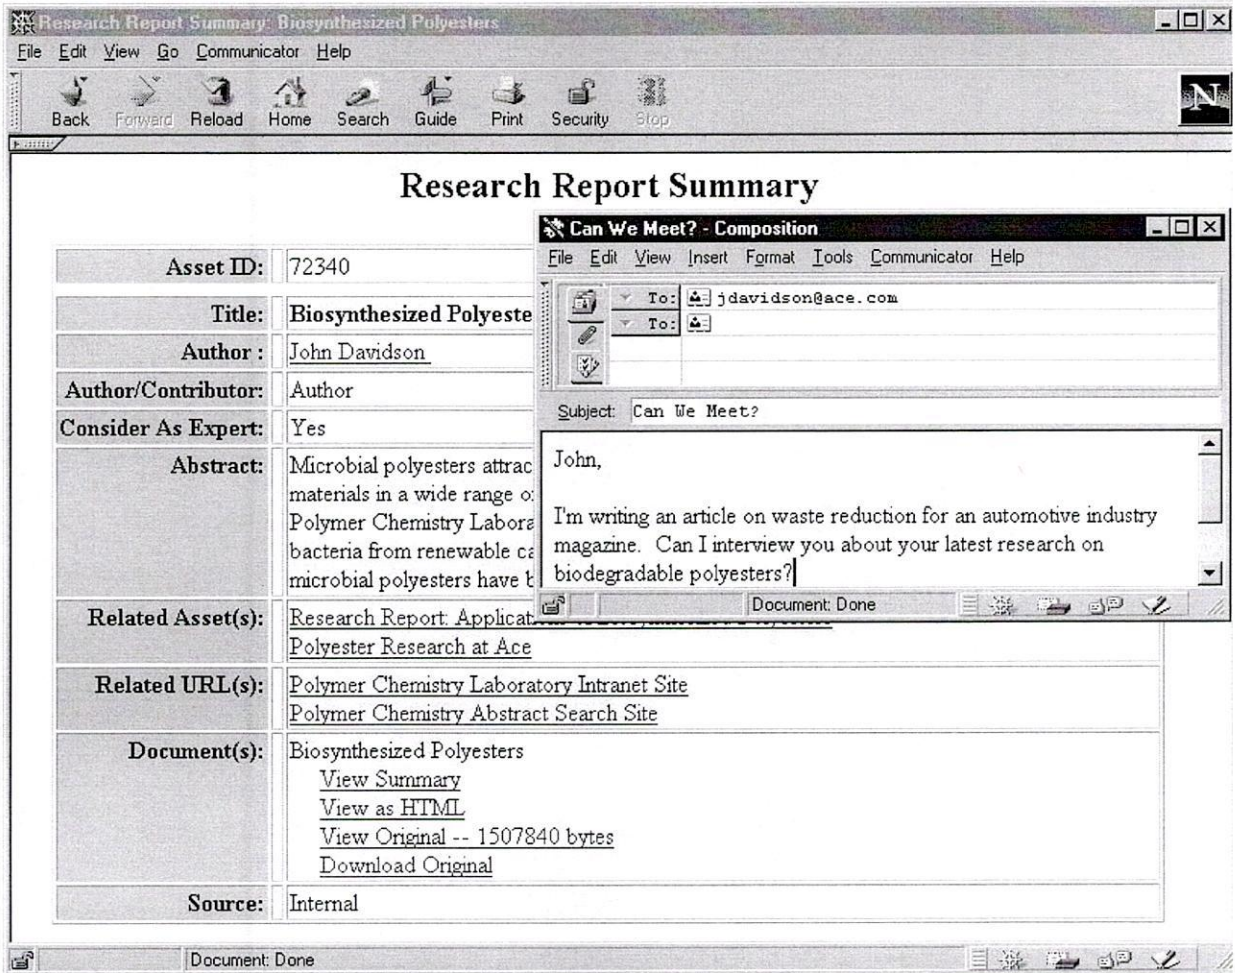 Research Report Summary: Biosynthesized Polyesters
File Edit View Go Communicator Help
Back Forward Reload Home Search Guide Print Security Stop
N
Research Report Summary
Asset ID: 72340
Title: Biosynthesized Polyeste
Author : John Davidson
Author/Contributor: Author
Consider As Expert: Yes
Abstract: Microbial polyesters attrac
materials in a wide range o
Polymer Chemistry Labora
bacteria from renewable ca
microbial polyesters have b
Related Asset(s): Research Report: Applicat
Polyester Research at Ace
Related URL(s): Polymer Chemistry Laboratory Intranet Site
Polymer Chemistry Abstract Search Site
Document(s): Biosynthesized Polyesters
View Summary
View as HTML
View Original -- 1507840 bytes
Download Original
Source: Internal
Document: Done
Can We Meet? - Composition
File Edit View Insert Format Tools Communicator Help
To: jdavidson@ace.com
To:
Subject: Can We Meet?
John,
I'm writing an article on waste reduction for an automotive industry
magazine. Can I interview you about your latest research on
biodegradable polyesters?
Document: Done